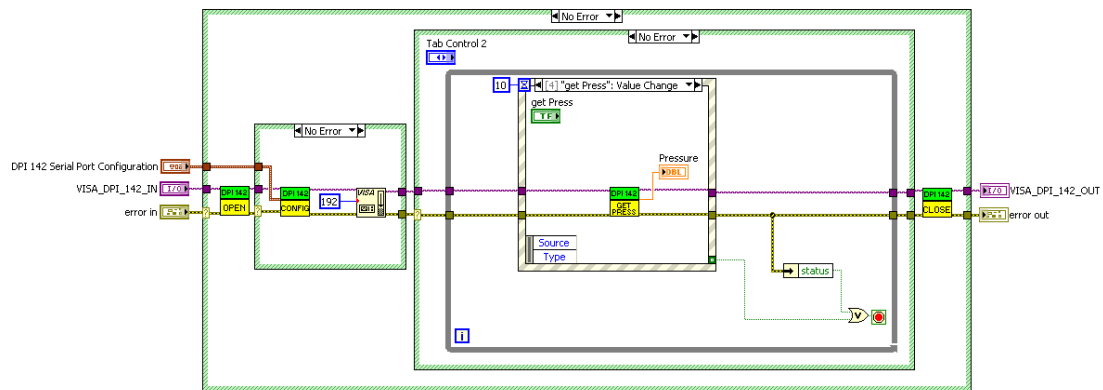 No Error
No Error
Tab Control 2
10
[4] "get Press": Value Change
get Press
TF
No Error
Pressure
DBL
DPI 142 Serial Port Configuration
VISA_DPI_142_IN
I/O
error in
DPI 142
OPEN
DPI 142
CONFIG
192
VISA
DPI 142
GET
PRESS
DPI 142
CLOSE
I/O
VISA_DPI_142_OUT
error out
Source
Type
status
V
i